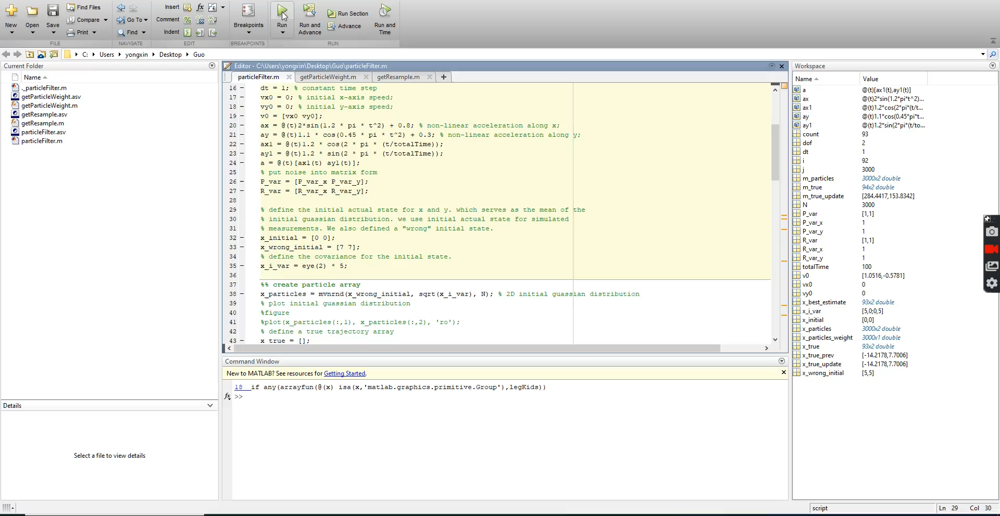 New
Open
Save
Find Files
Compare
Print
FILE
Go To
Find
NAVIGATE
Insert
fx
Comment
Indent
EDIT
Breakpoints
BREAKPOINTS
Run
Run and
Advance
Run Section
Advance
Run and
Time
RUN
C: Users yongxin Desktop Guo
Current Folder
Name
._particleFilter.m
getParticleWeight.asv
getParticleWeight.m
getResample.asv
getResample.m
particleFilter.asv
particleFilter.m
Details
Select a file to view details
Editor - C:\Users\yongxin\Desktop\Guo\particleFilter.m
particleFilter.m getParticleWeight.m getResample.m
16 – dt = 1; % constant time step
17 – vx0 = 0; % initial x-axis speed;
18 – vy0 = 0; % initial y-axis speed;
19 – v0 = [vx0 vy0];
20 – ax = @(t)2*sin(1.2 * pi * t^2) + 0.8; % non-linear acceleration along x;
21 – ay = @(t)1.1 * cos(0.45 * pi * t^2) + 0.3; % non-linear acceleration along y;
22 – ax1 = @(t)1.2 * cos(2 * pi * (t/totalTime));
23 – ay1 = @(t)1.2 * sin(2 * pi * (t/totalTime));
24 – a = @(t)[ax1(t) ay1(t)];
25 % put noise into matrix form
26 – P_var = [P_var_x P_var_y];
27 – R_var = [R_var_x R_var_y];
28
29 % define the initial actual state for x and y. which serves as the mean of the
30 % initial guassian distribution. we use initial actual state for simulated
31 % measurements. We also defined a "wrong" initial state.
32 – x_initial = [0 0];
33 – x_wrong_initial = [7 7];
34 % define the covariance for the initial state.
35 – x_i_var = eye(2) * 5;
36
37 %% create particle array
38 – x_particles = mvnrnd(x_wrong_initial, sqrt(x_i_var), N); % 2D initial guassian distribution
39 % plot initial guassian distribution
40 %figure
41 %plot(x_particles(:,1), x_particles(:,2), 'ro');
42 % define a true trajectory array
43 – x_true = [];
Command Window
New to MATLAB? See resources for Getting Started.
18 if any(arrayfun(@(x) isa(x,'matlab.graphics.primitive.Group'),legKids))
fx >>
Workspace
Name Value
a @(t)[ax1(t),ay1(t)]
ax @(t)2*sin(1.2*pi*t^2)...
ax1 @(t)1.2*cos(2*pi*(t/t...
ay @(t)1.1*cos(0.45*pi*t...
ay1 @(t)1.2*sin(2*pi*(t/to...
count 93
dof 2
dt 1
i 92
j 3000
m_particles 3000x2 double
m_true 94x2 double
m_true_update [284.4417,153.8342]
N 3000
P_var [1,1]
P_var_x 1
P_var_y 1
R_var [1,1]
R_var_x 1
R_var_y 1
totalTime 100
v0 [1.0516,-0.5781]
vx0 0
vy0 0
x_best_estimate 93x2 double
x_i_var [5,0;0,5]
x_initial [0,0]
x_particles 3000x2 double
x_particles_weight 3000x1 double
x_true 93x2 double
x_true_prev [-14.2178,7.7006]
x_true_update [-14.2178,7.7006]
x_wrong_initial [5,5]
script Ln 29 Col 30